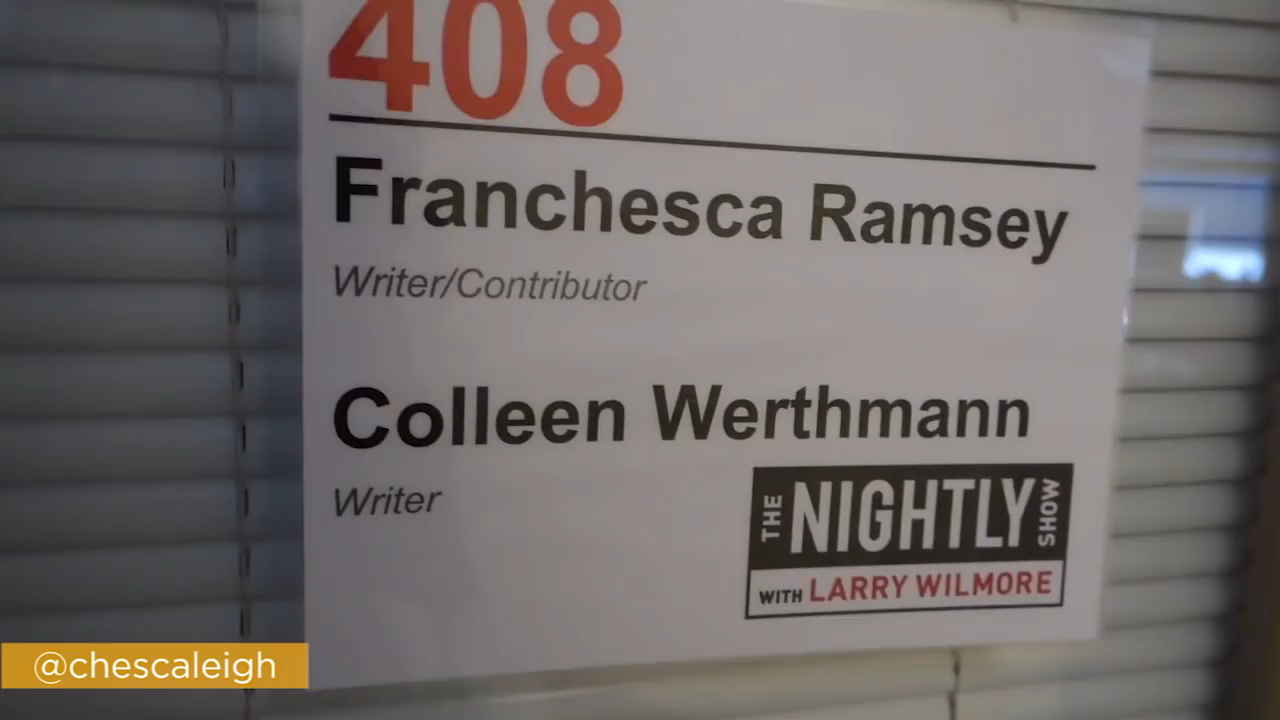 408
Franchesca Ramsey
Writer/Contributor
Colleen Werthmann
Writer
THE NIGHTLY SHOW
WITH LARRY WILMORE
@chescaleigh